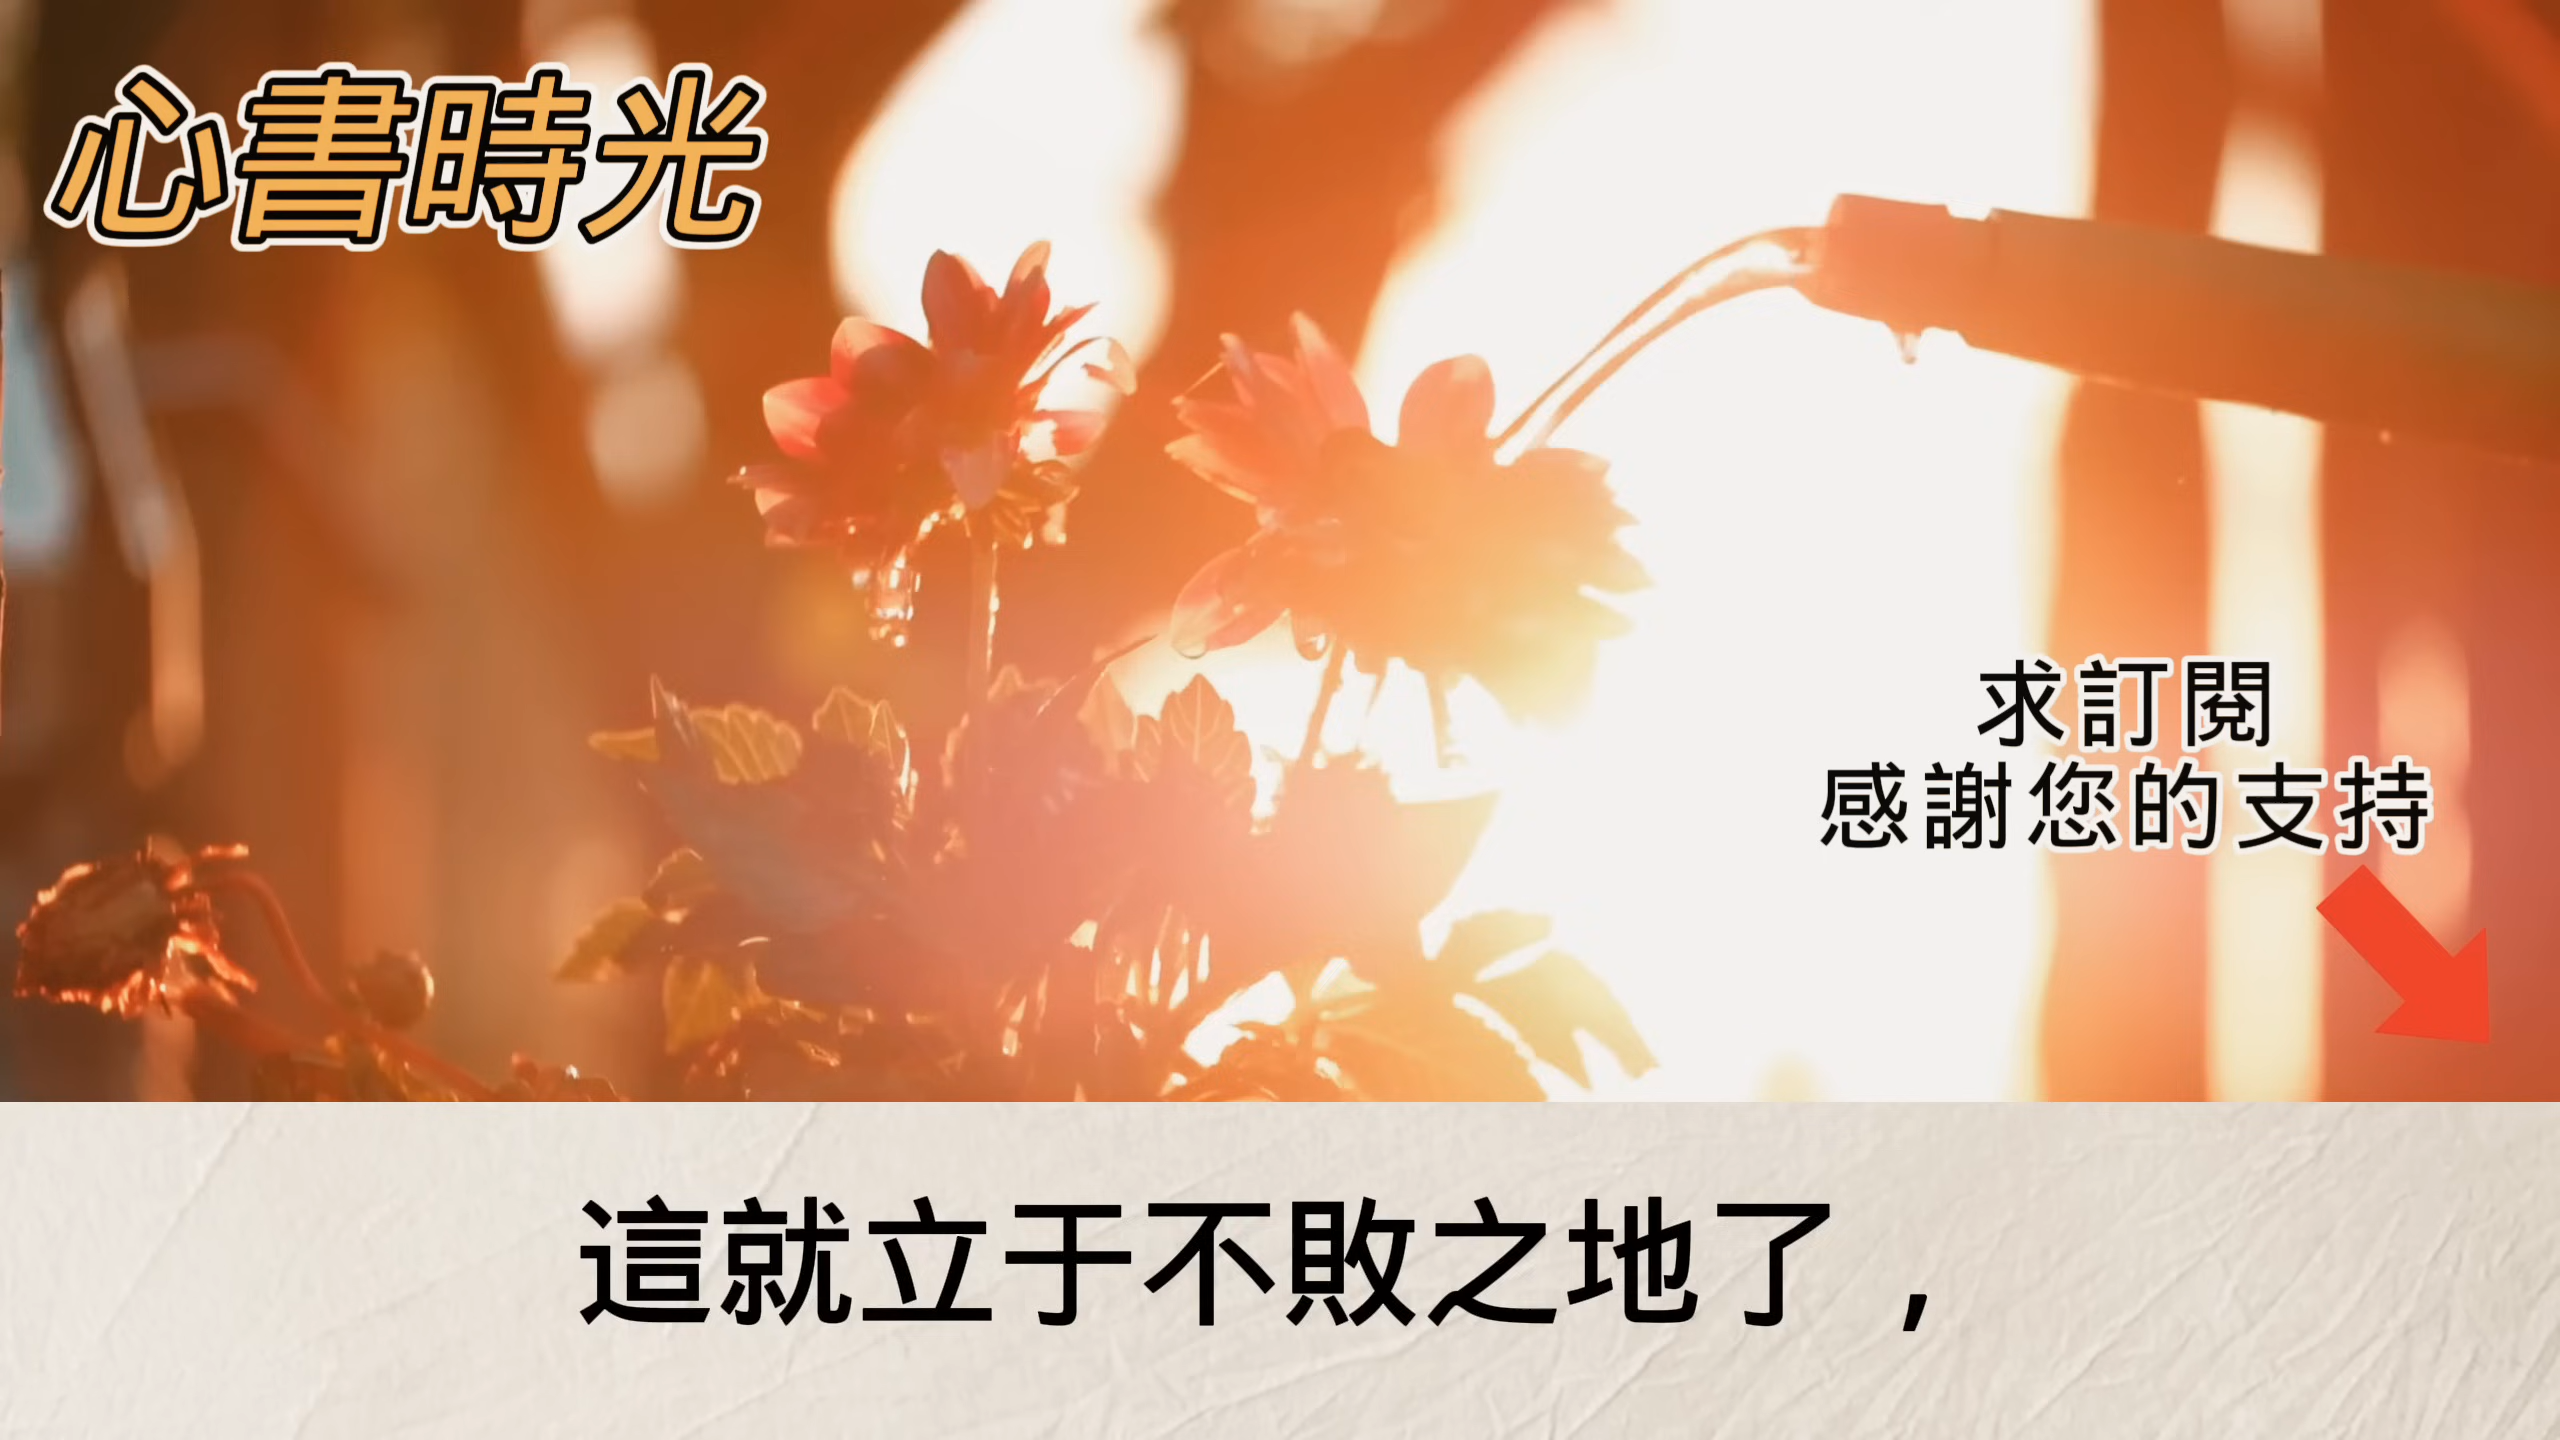 心書時光
求訂閱
感謝您的支持
這就立于不敗之地了，